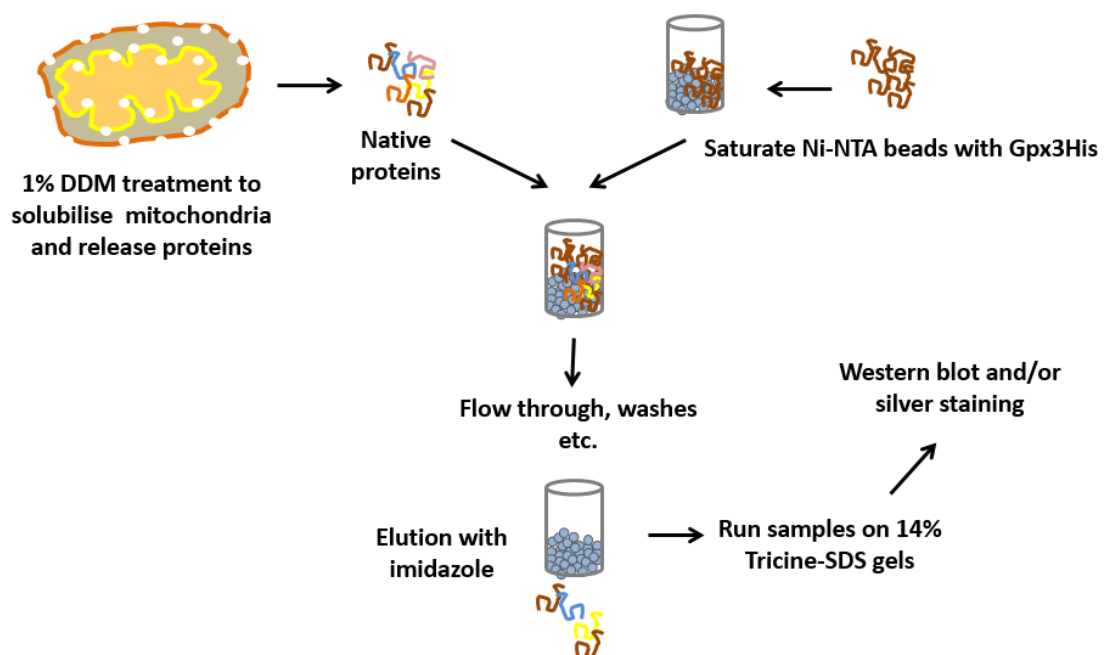 1% DDM treatment to
solubilise mitochondria
and release proteins
Native
proteins
Saturate Ni-NTA beads with Gpx3His
Flow through, washes
etc.
Elution with
imidazole
Run samples on 14%
Tricine-SDS gels
Western blot and/or
silver staining